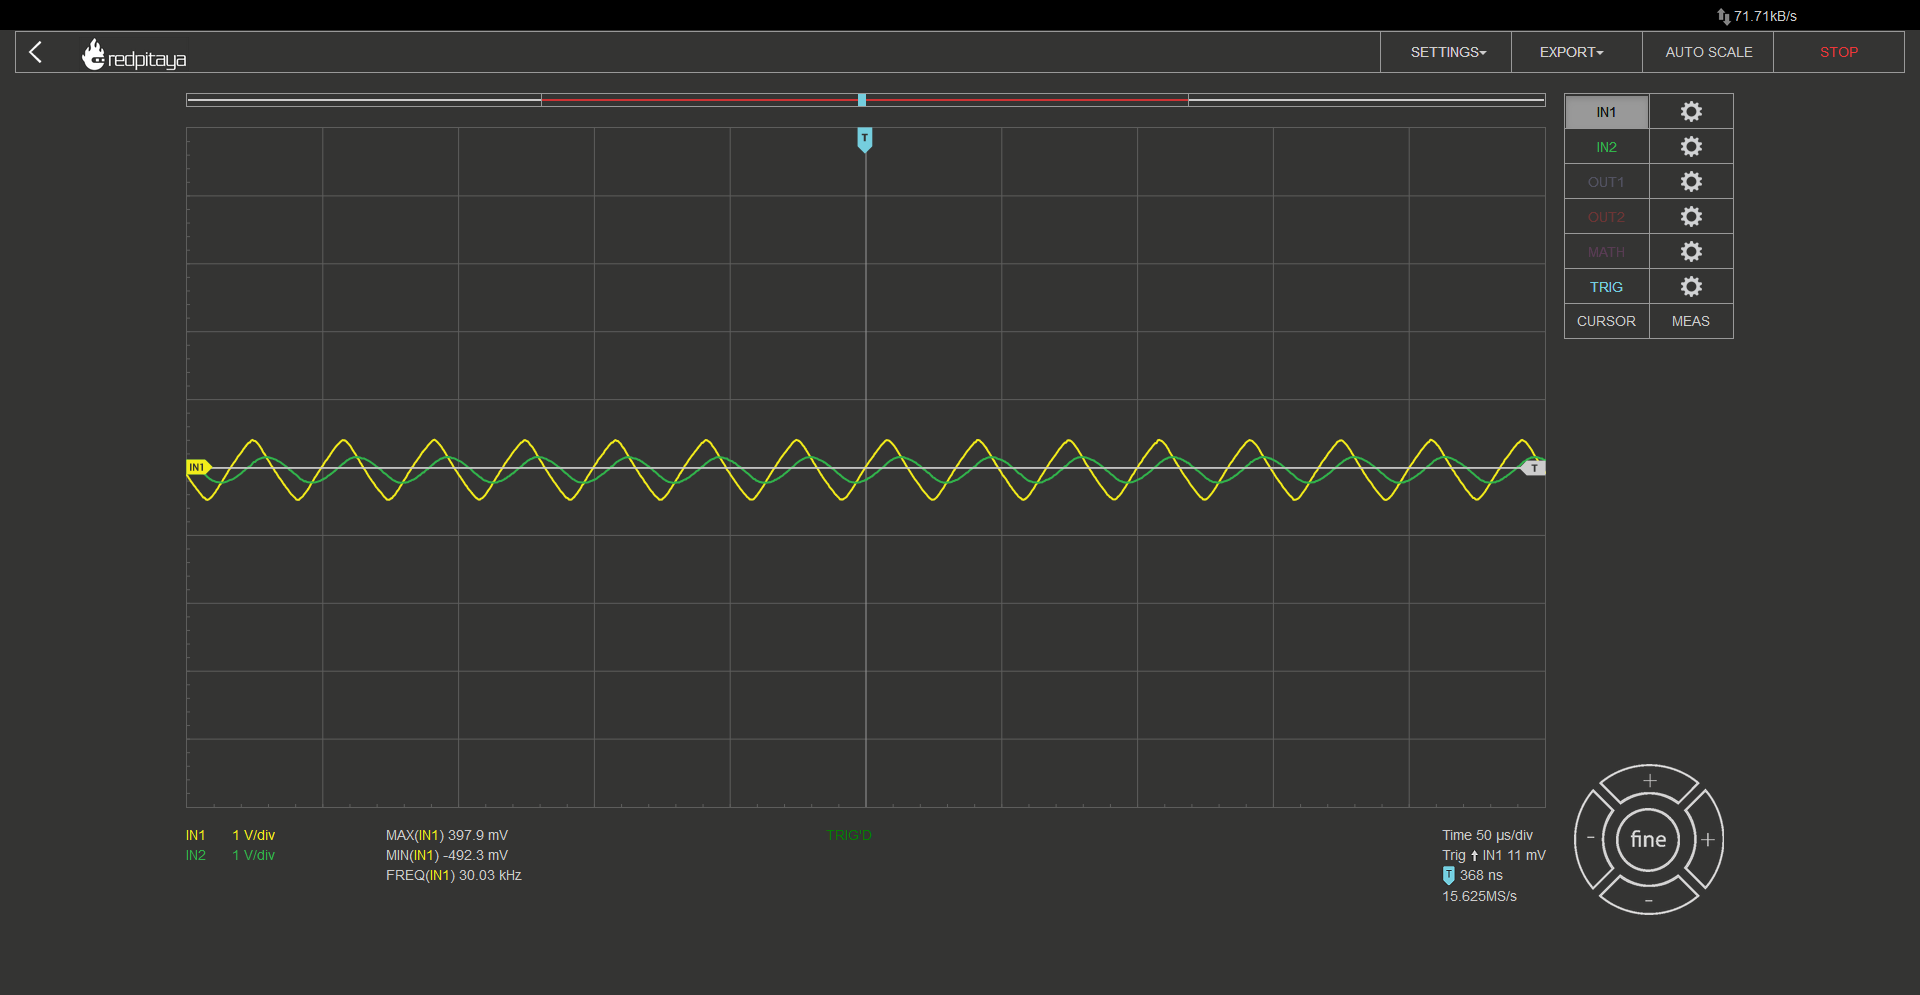 71.71kB/s
redpitaya
SETTINGS
EXPORT
AUTO SCALE
STOP
T
IN1
IN2
OUT1
OUT2
MATH
TRIG
CURSOR MEAS
IN1
T
IN1 1 V/div
IN2 1 V/div
MAX(IN1) 397.9 mV
MIN(IN1) -492.3 mV
FREQ(IN1) 30.03 kHz
TRIG'D
Time 50 µs/div
Trig IN1 11 mV
T 368 ns
15.625MS/s
+
- fine +
-